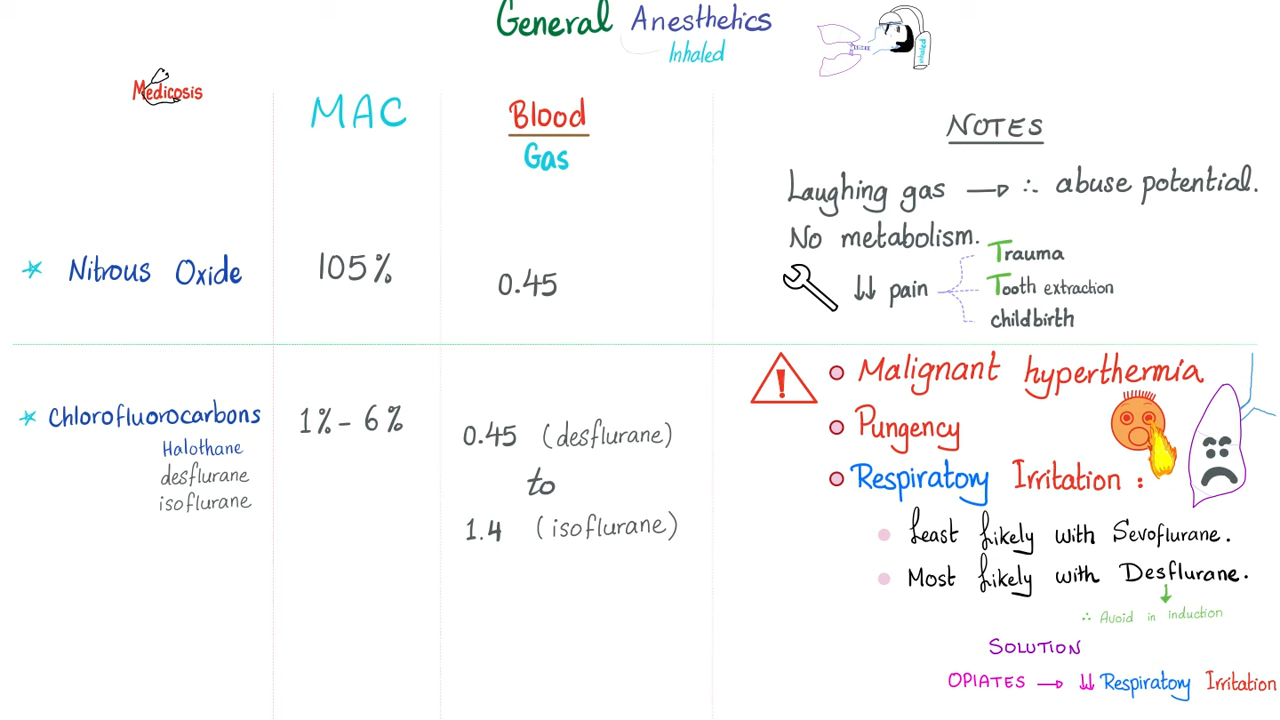 General Anesthetics
Inhaled
inhaled
Medicosis
MAC
Blood
Gas
NOTES
* Nitrous Oxide
105%
0.45
Laughing gas → ∴ abuse potential.
No metabolism.
↓↓ pain
Trauma
Tooth extraction
childbirth
* Chlorofluorocarbons
Halothane
desflurane
isoflurane
1% - 6%
0.45 (desflurane)
to
1.4 (isoflurane)
!
Malignant hyperthermia
Pungency
Respiratory Irritation :
Least likely with Sevoflurane.
Most likely with Desflurane.
↓
∴ Avoid in induction
SOLUTION
OPIATES → ↓↓ Respiratory Irritation